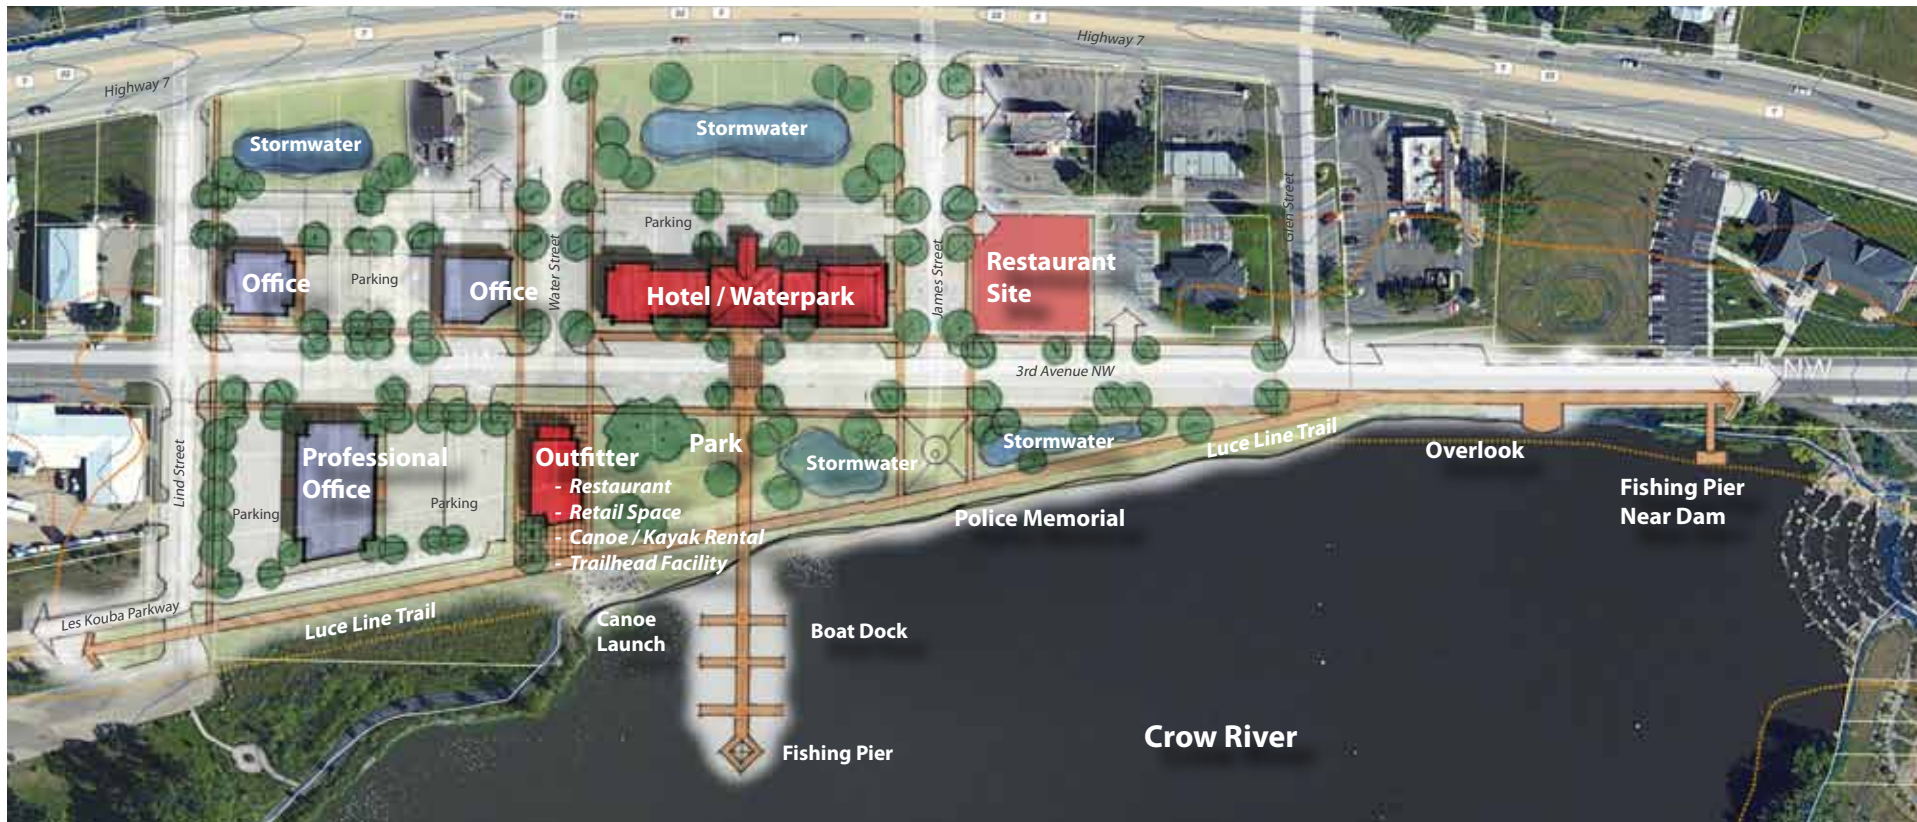 Highway 7
Highway 7
Stormwater
Stormwater
Parking
Water Street
James Street
Glen Street
Office
Parking
Office
Hotel / Waterpark
Restaurant
Site
3rd Avenue NW
NW
Lind Street
Professional
Office
Parking
Parking
Outfitter
- Restaurant
- Retail Space
- Canoe / Kayak Rental
- Trailhead Facility
Park
Stormwater
Stormwater
Luce Line Trail
Overlook
Police Memorial
Fishing Pier
Near Dam
Les Kouba Parkway
Luce Line Trail
Canoe
Launch
Boat Dock
Fishing Pier
Crow River